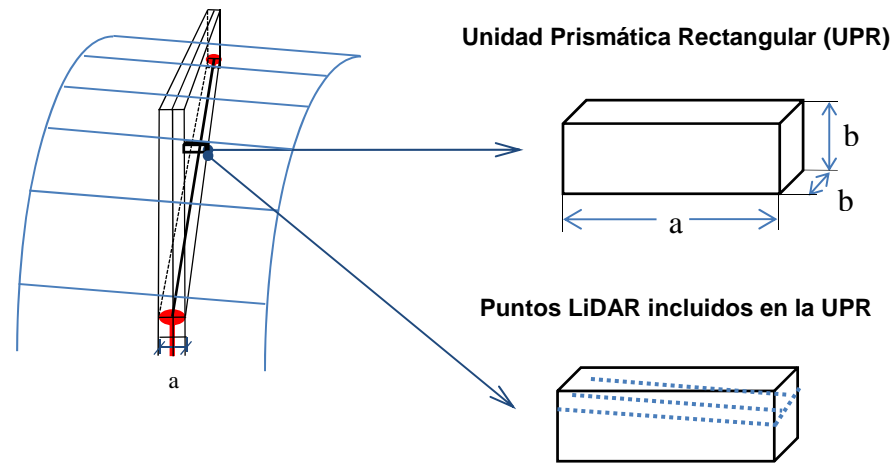 Unidad Prismática Rectangular (UPR)
b
b
a
Puntos LiDAR incluidos en la UPR
a